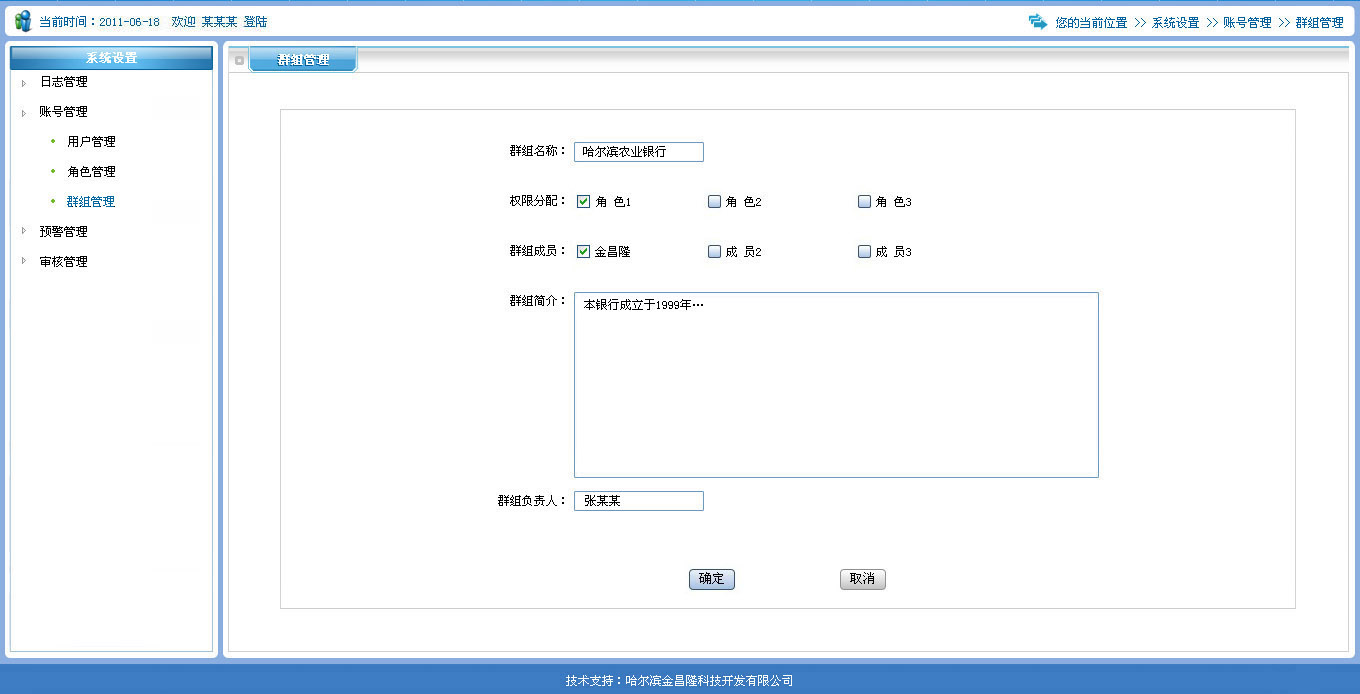 当前时间：2011-06-18 欢迎 某某某 登陆
您的当前位置 >> 系统设置 >> 账号管理 >> 群组管理
系统设置
日志管理
账号管理
用户管理
角色管理
群组管理
预警管理
审核管理
群组管理
群组名称： 哈尔滨农业银行
权限分配： 角 色1 角 色2 角 色3
群组成员： 金昌隆 成 员2 成 员3
群组简介： 本银行成立于1999年…
群组负责人： 张某某
确定 取消
技术支持：哈尔滨金昌隆科技开发有限公司